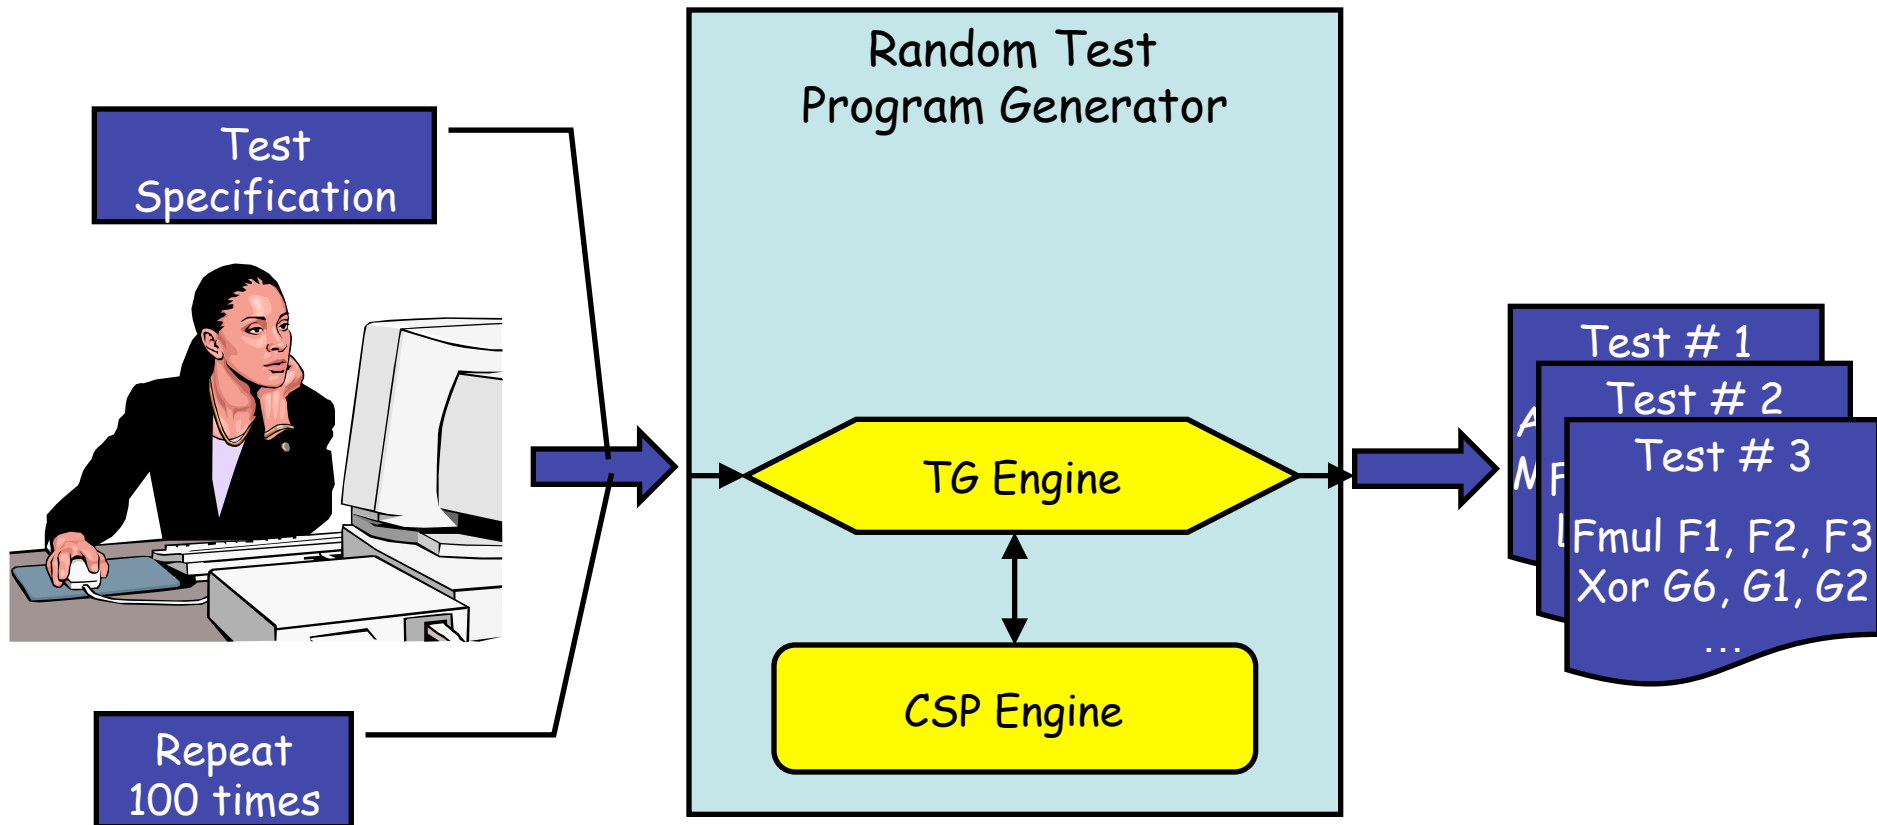 Random Test
Program Generator
Test
Specification
Repeat
100 times
TG Engine
CSP Engine
Test # 1
Test # 2
Test # 3
Fmul F1, F2, F3
Xor G6, G1, G2
...